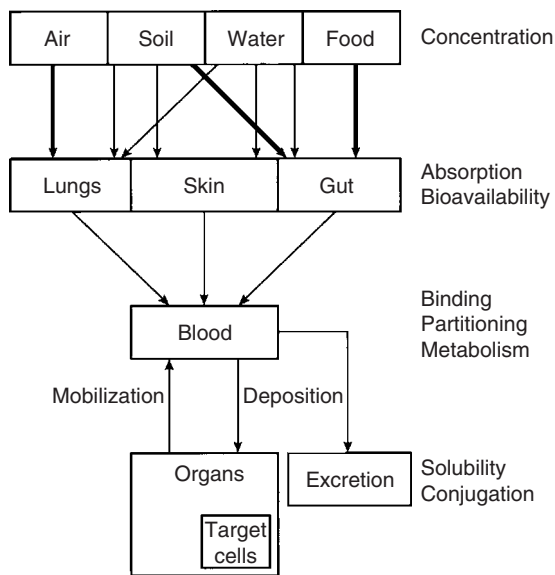 Air Soil Water Food Concentration
Lungs Skin Gut Absorption
Bioavailability
Blood Binding
Partitioning
Metabolism
Mobilization Deposition
Organs Excretion Solubility
Conjugation
Target
cells